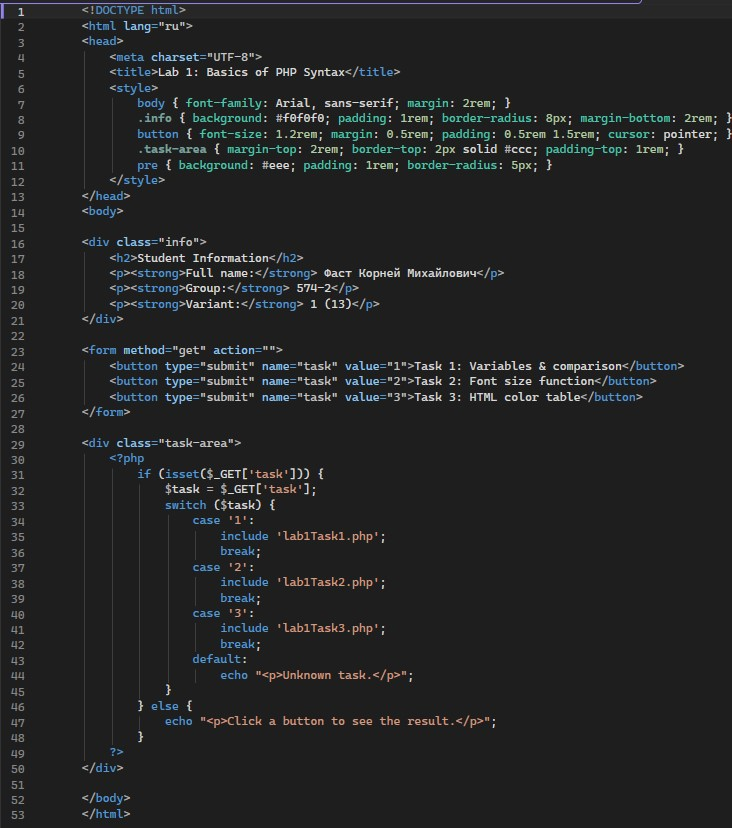 1 <!DOCTYPE html>
2 <html lang="ru">
3 <head>
4 <meta charset="UTF-8">
5 <title>Lab 1: Basics of PHP Syntax</title>
6 <style>
7 body { font-family: Arial, sans-serif; margin: 2rem; }
8 .info { background: #f0f0f0; padding: 1rem; border-radius: 8px; margin-bottom: 2rem; }
9 button { font-size: 1.2rem; margin: 0.5rem; padding: 0.5rem 1.5rem; cursor: pointer; }
10 .task-area { margin-top: 2rem; border-top: 2px solid #ccc; padding-top: 1rem; }
11 pre { background: #eee; padding: 1rem; border-radius: 5px; }
12 </style>
13 </head>
14 <body>
15
16 <div class="info">
17 <h2>Student Information</h2>
18 <p><strong>Full name:</strong> Фаст Корней Михайлович</p>
19 <p><strong>Group:</strong> 574-2</p>
20 <p><strong>Variant:</strong> 1 (13)</p>
21 </div>
22
23 <form method="get" action="">
24 <button type="submit" name="task" value="1">Task 1: Variables & comparison</button>
25 <button type="submit" name="task" value="2">Task 2: Font size function</button>
26 <button type="submit" name="task" value="3">Task 3: HTML color table</button>
27 </form>
28
29 <div class="task-area">
30 <?php
31 if (isset($_GET['task'])) {
32 $task = $_GET['task'];
33 switch ($task) {
34 case '1':
35 include 'lab1Task1.php';
36 break;
37 case '2':
38 include 'lab1Task2.php';
39 break;
40 case '3':
41 include 'lab1Task3.php';
42 break;
43 default:
44 echo "<p>Unknown task.</p>";
45 }
46 } else {
47 echo "<p>Click a button to see the result.</p>";
48 }
49 ?>
50 </div>
51
52 </body>
53 </html>